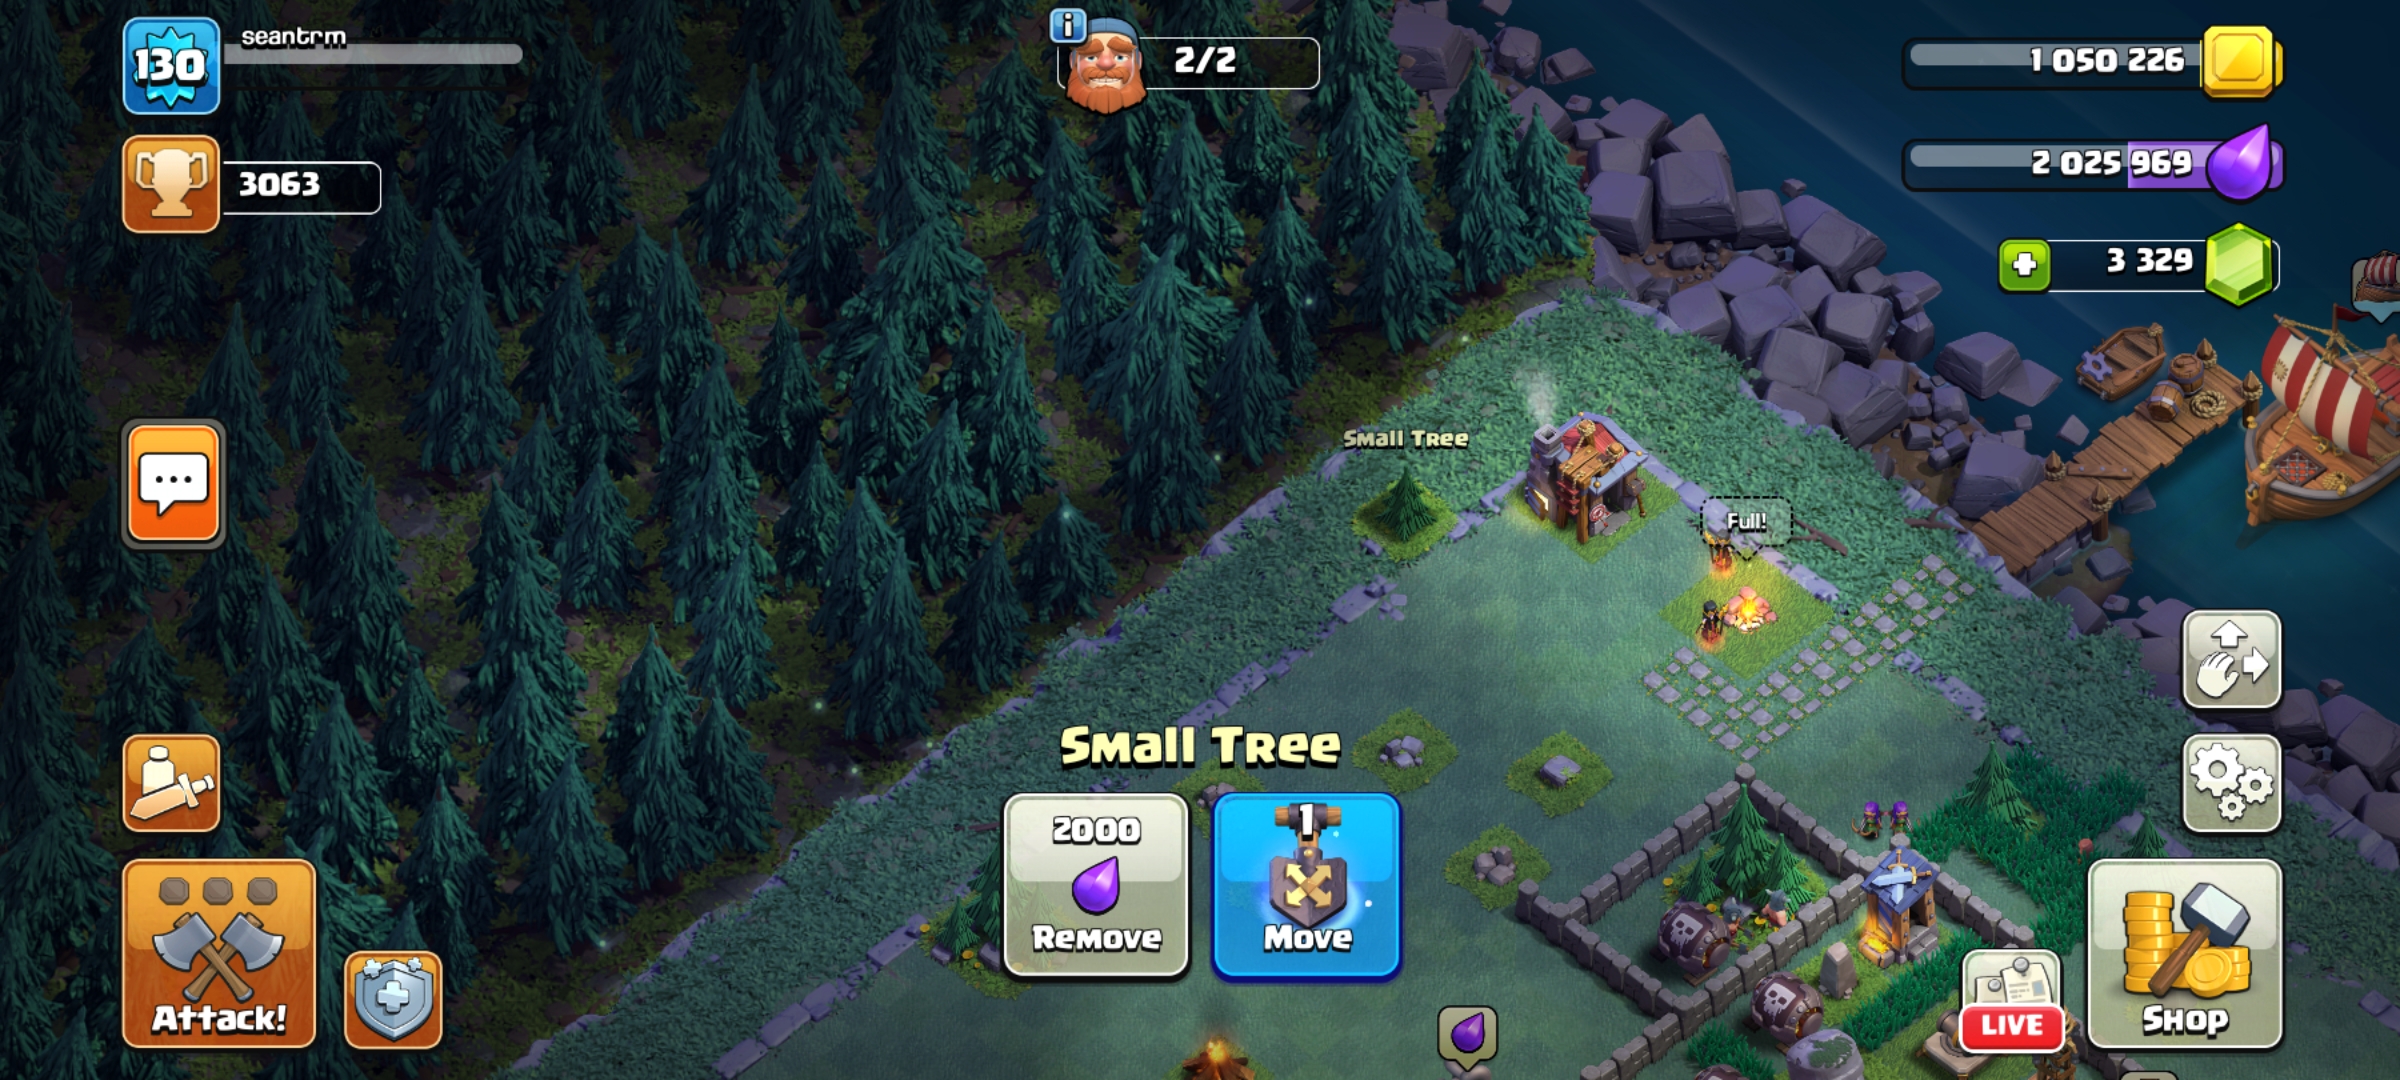 130
seantrm
i
2/2
1 050 226
3063
2 025 969
3 329
Small Tree
Full!
Small Tree
2000
Remove
1
Move
Attack!
LIVE
Shop